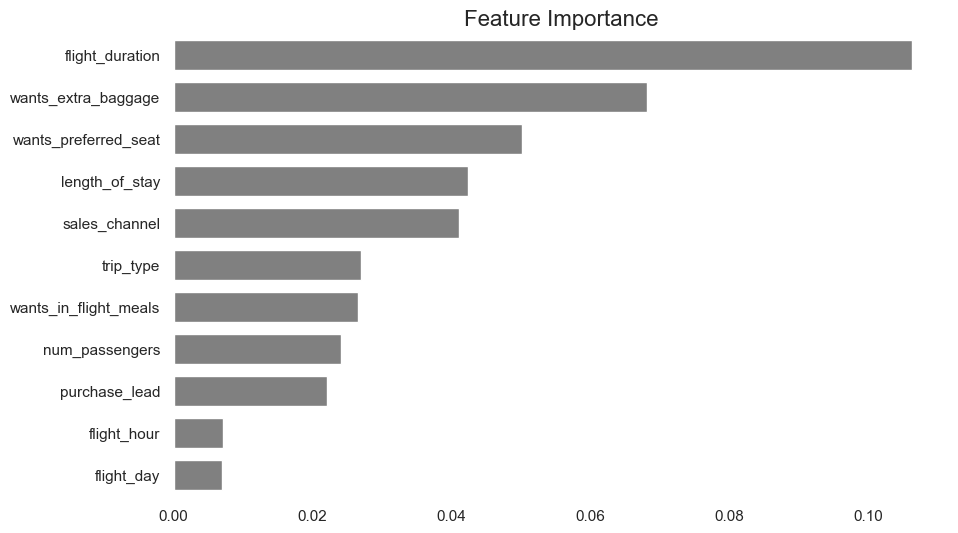 Feature Importance
flight_duration
wants_extra_baggage
wants_preferred_seat
length_of_stay
sales_channel
trip_type
wants_in_flight_meals
num_passengers
purchase_lead
flight_hour
flight_day
0.00 0.02 0.04 0.06 0.08 0.10